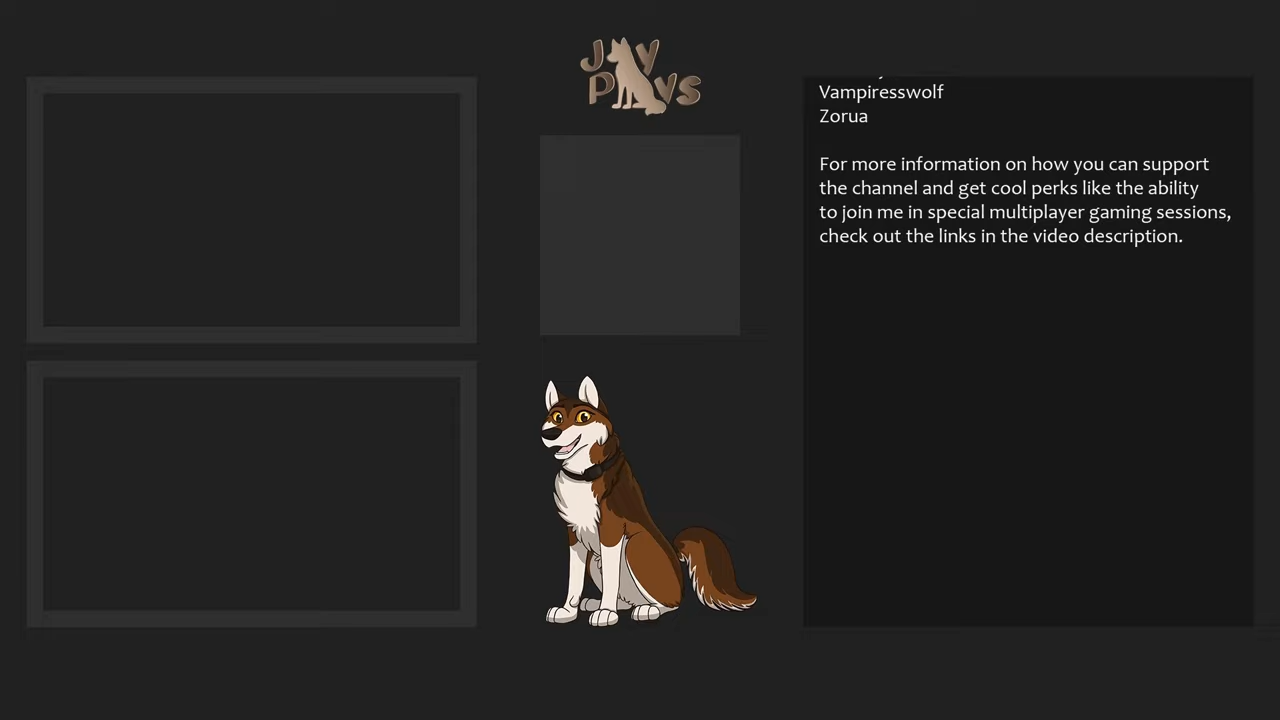 JAY
PAWS
Vampiresswolf
Zorua
For more information on how you can support
the channel and get cool perks like the ability
to join me in special multiplayer gaming sessions,
check out the links in the video description.